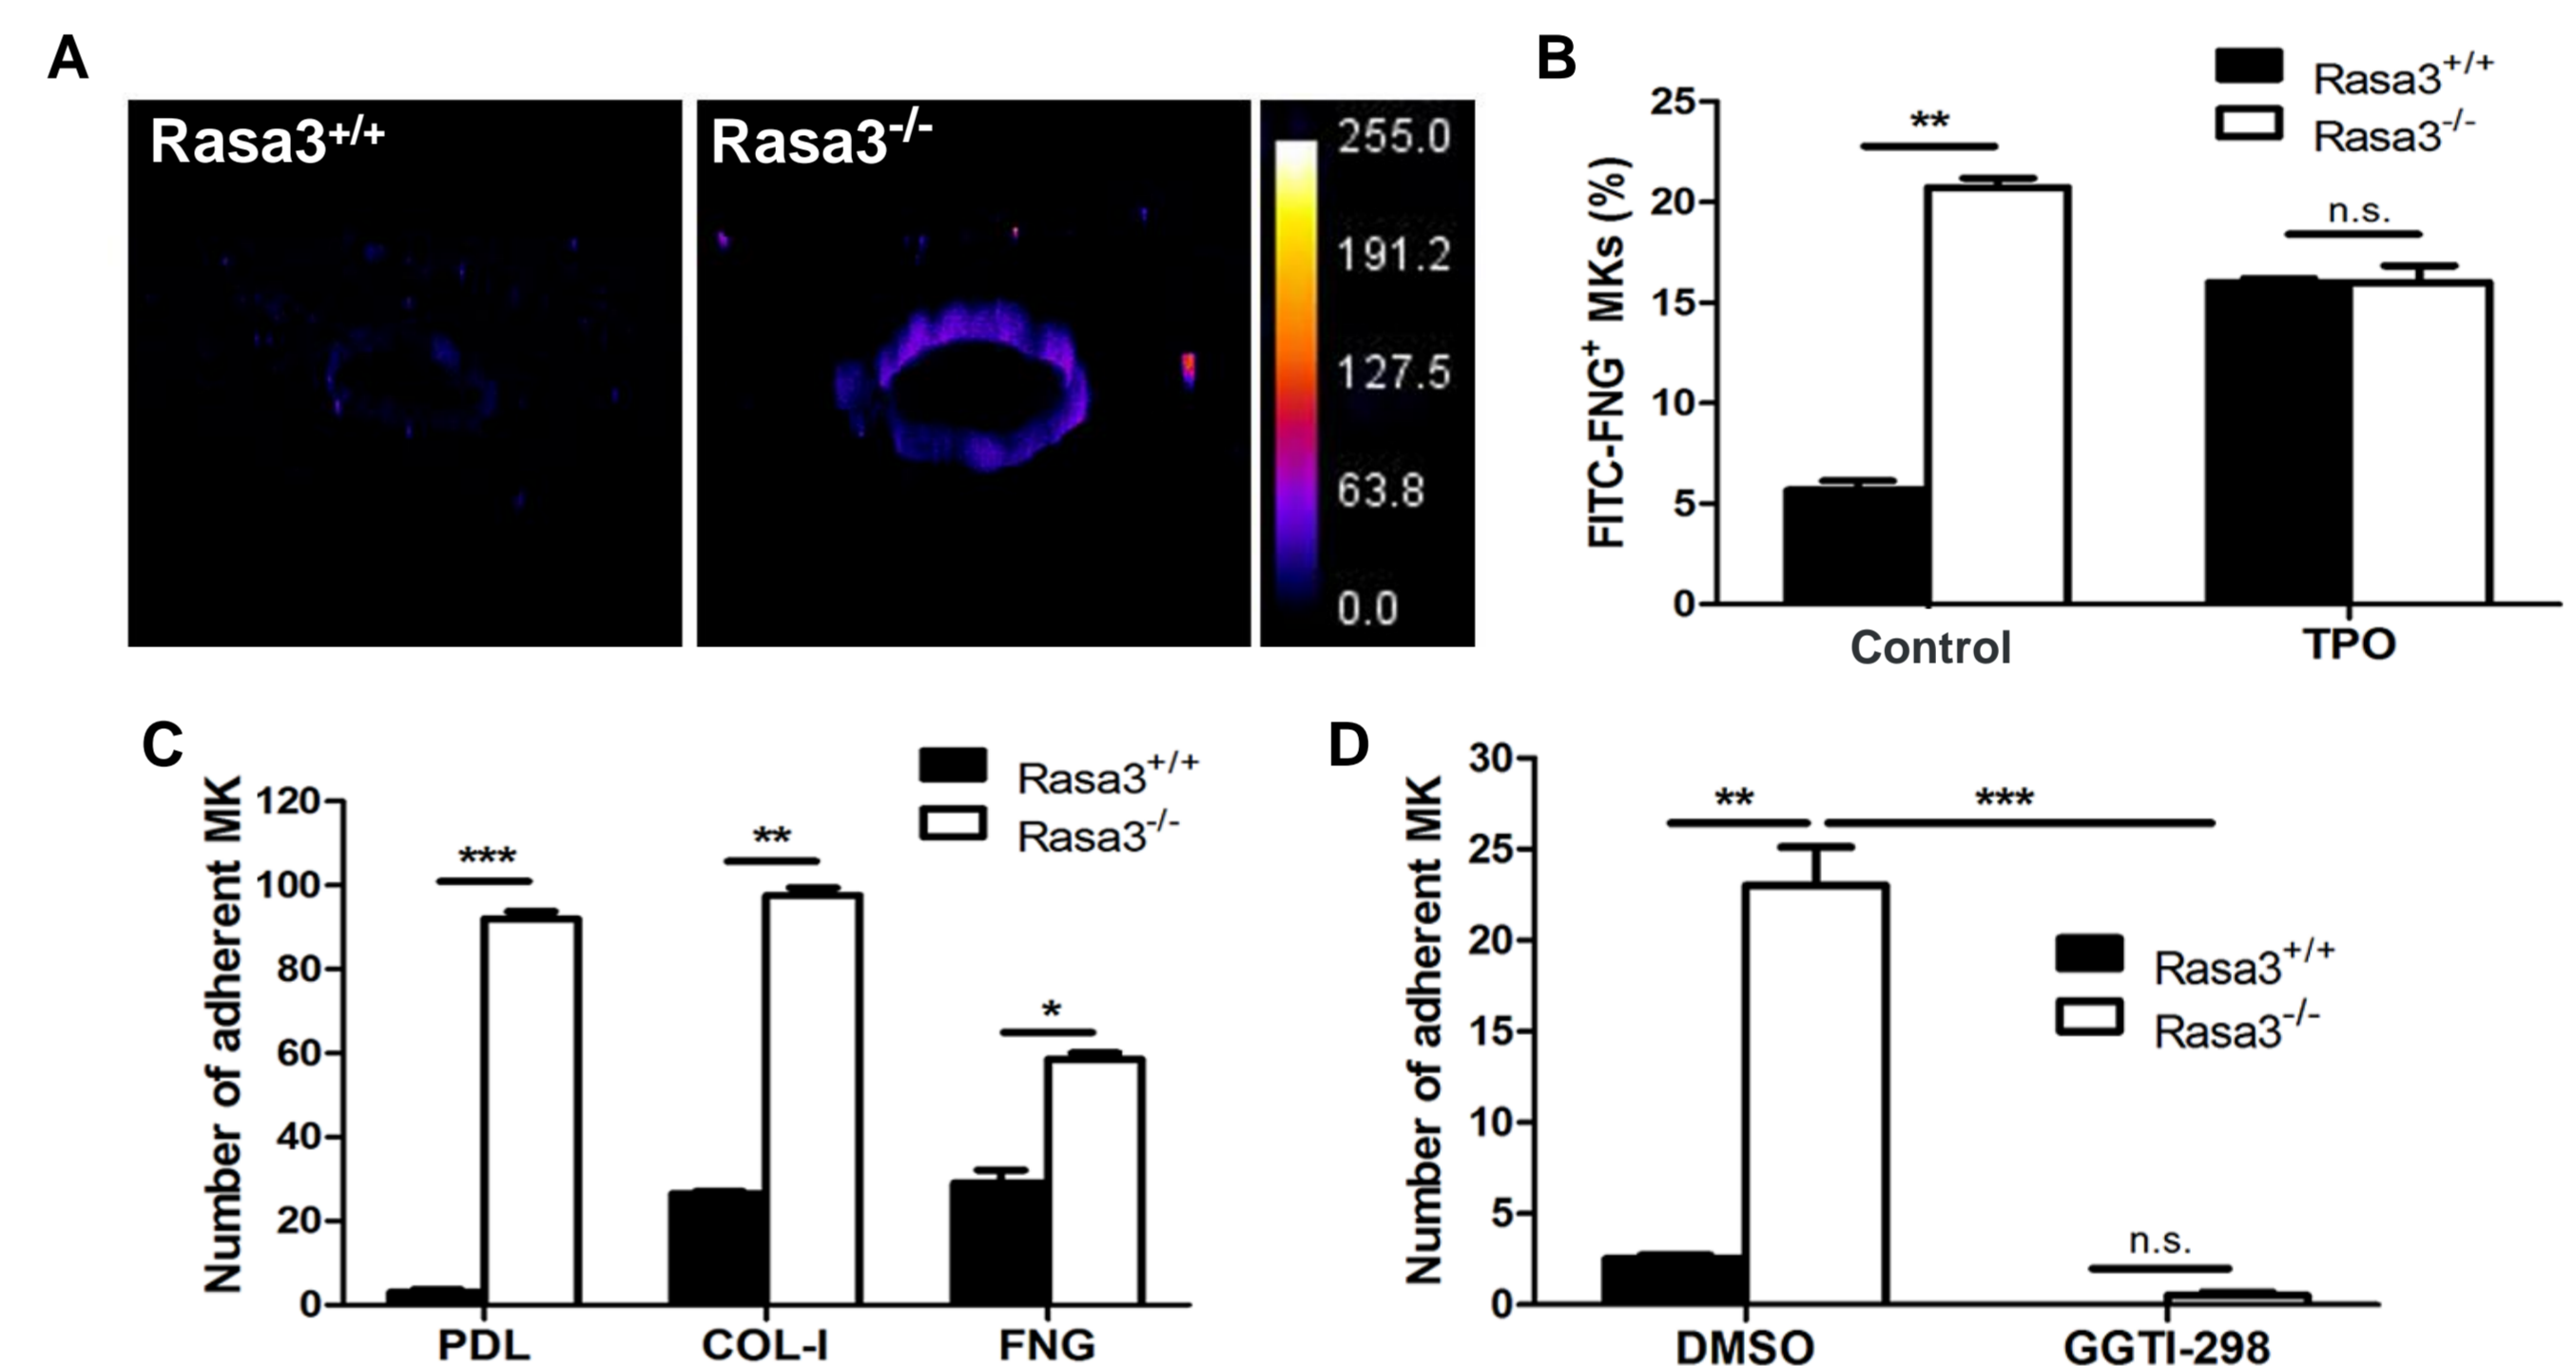 A
Rasa3+/+
Rasa3-/-
255.0
191.2
127.5
63.8
0.0
B
Rasa3+/+
Rasa3-/-
FITC-FNG+ MKs (%)
25
20
15
10
5
0
**
n.s.
Control
TPO
C
Rasa3+/+
Rasa3-/-
Number of adherent MK
120
100
80
60
40
20
0
***
**
*
PDL
COL-I
FNG
D
Number of adherent MK
30
25
20
15
10
5
0
**
***
Rasa3+/+
Rasa3-/-
n.s.
DMSO
GGTI-298